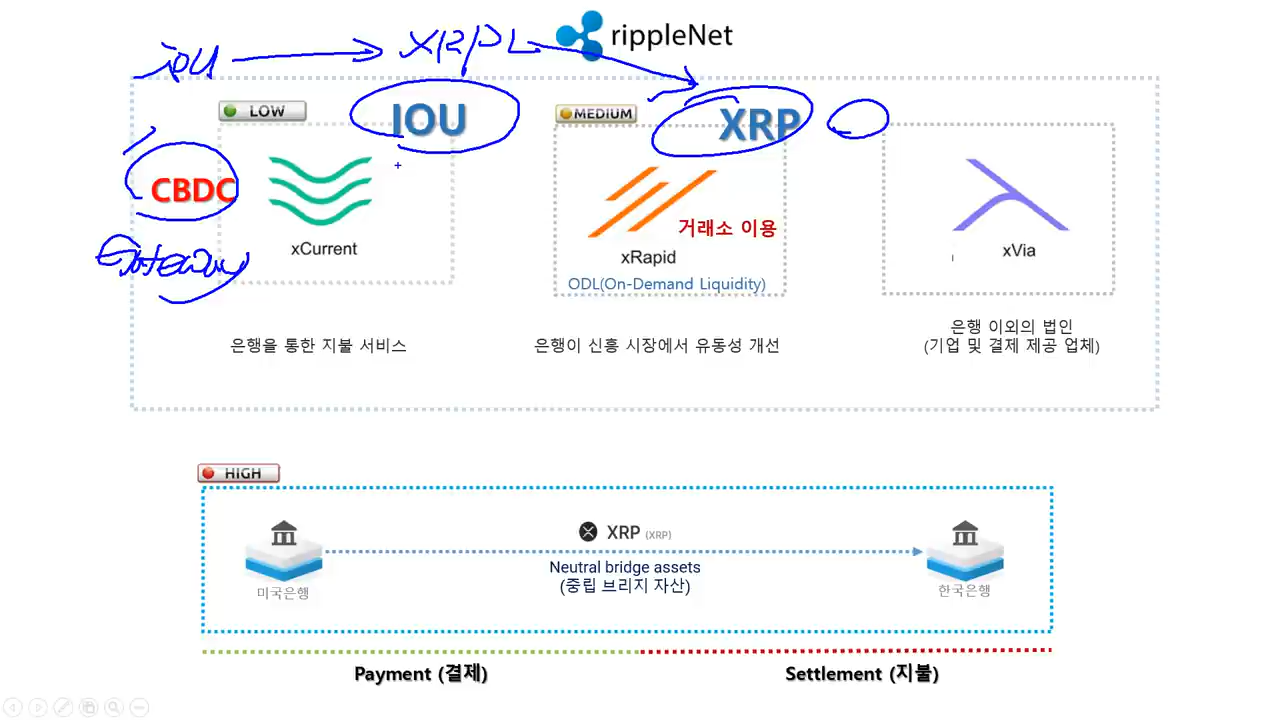 rippleNet
iou XRPL
LOW IOU MEDIUM XRP
CBDC
Gateway
xCurrent
거래소 이용
xRapid
xVia
ODL(On-Demand Liquidity)
은행을 통한 지불 서비스
은행이 신흥 시장에서 유동성 개선
은행 이외의 법인
(기업 및 결제 제공 업체)
HIGH
XRP (XRP)
Neutral bridge assets
(중립 브리지 자산)
미국은행
한국은행
Payment (결제)
Settlement (지불)